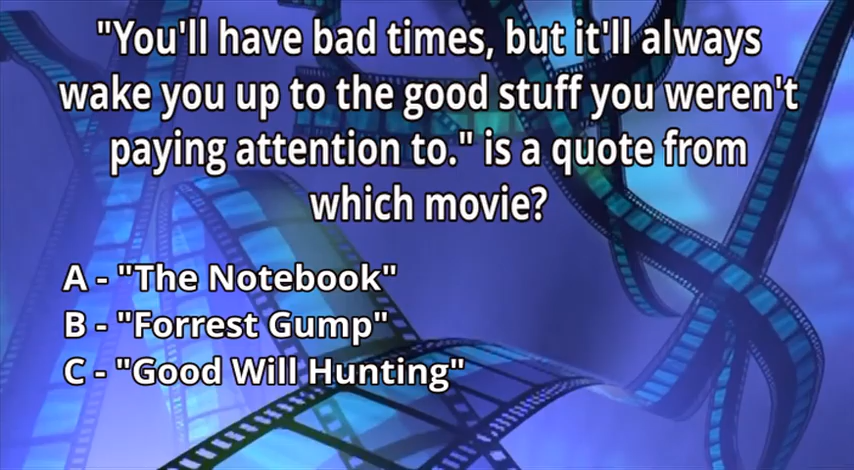 "You'll have bad times, but it'll always
wake you up to the good stuff you weren't
paying attention to." is a quote from
which movie?
A - "The Notebook"
B - "Forrest Gump"
C - "Good Will Hunting"